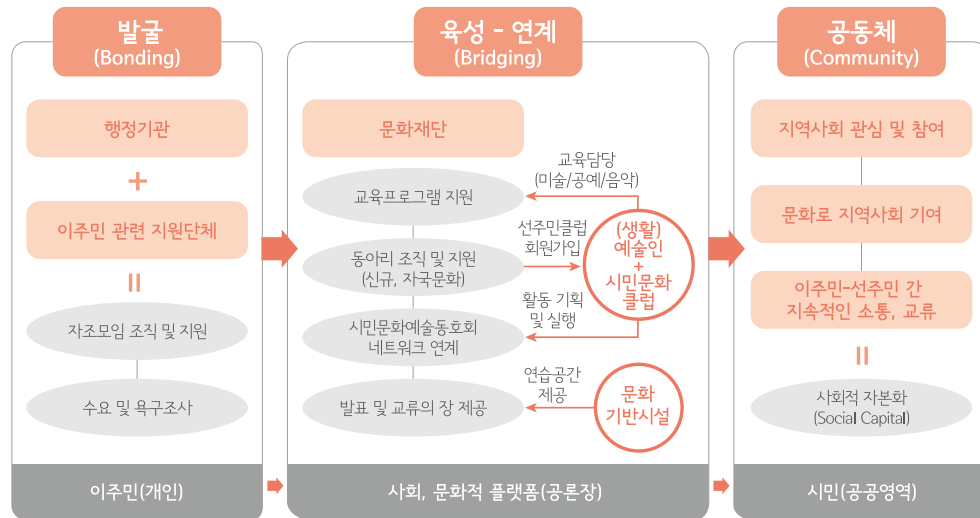 발굴
(Bonding)
행정기관
+
이주민 관련 지원단체
=
자조모임 조직 및 지원
수요 및 욕구조사
이주민(개인)
육성 - 연계
(Bridging)
문화재단
교육프로그램 지원
동아리 조직 및 지원
(신규, 자국문화)
시민문화예술동호회
네트워크 연계
발표 및 교류의 장 제공
교육담당
(미술/공예/음악)
선주민클럽
회원가입
활동 기획
및 실행
연습공간
제공
(생활)
예술인
+
시민문화
클럽
문화
기반시설
사회, 문화적 플랫폼(공론장)
공동체
(Community)
지역사회 관심 및 참여
문화로 지역사회 기여
이주민-선주민 간
지속적인 소통, 교류
=
사회적 자본화
(Social Capital)
시민(공공영역)